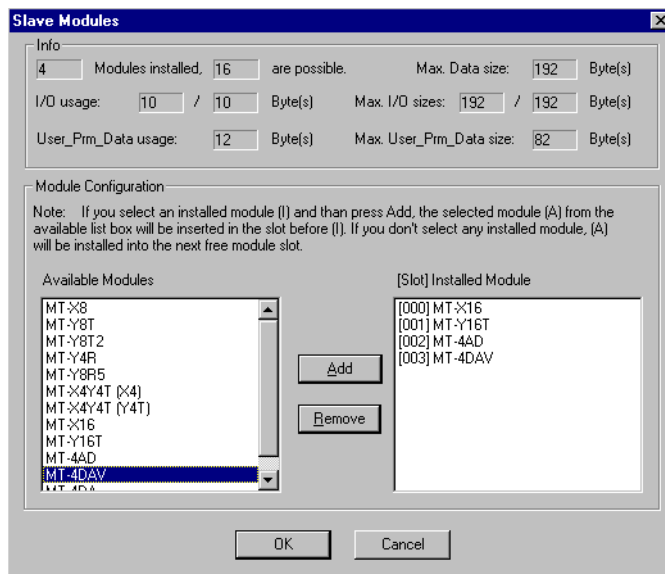 Slave Modules
Info
4 Modules installed, 16 are possible. Max. Data size: 192 Byte(s)
I/O usage: 10 / 10 Byte(s) Max. I/O sizes: 192 / 192 Byte(s)
User_Prm_Data usage: 12 Byte(s) Max. User_Prm_Data size: 82 Byte(s)
Module Configuration
Note: If you select an installed module (I) and than press Add, the selected module (A) from the
available list box will be inserted in the slot before (I). If you don't select any installed module, (A)
will be installed into the next free module slot.
Available Modules
MT-X8
MT-Y8T
MT-Y8T2
MT-Y4R
MT-Y8R5
MT-X4Y4T (X4)
MT-X4Y4T (Y4T)
MT-X16
MT-Y16T
MT-4AD
MT-4DAV
MT-4DA
Add
Remove
[Slot] Installed Module
[000] MT-X16
[001] MT-Y16T
[002] MT-4AD
[003] MT-4DAV
OK
Cancel